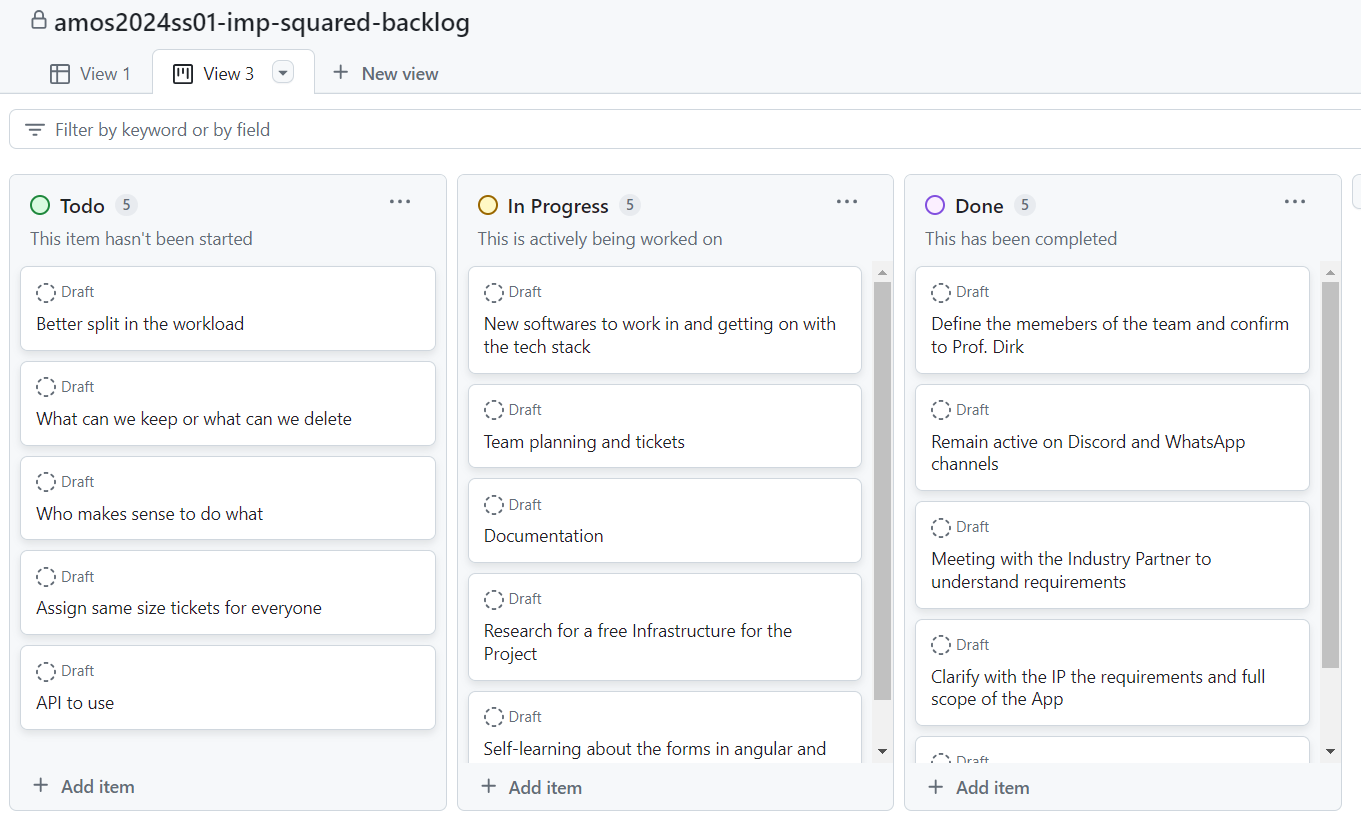 amos2024ss01-imp-squared-backlog
View 1
View 3
New view
Filter by keyword or by field
Todo 5
This item hasn't been started
Draft
Better split in the workload
Draft
What can we keep or what can we delete
Draft
Who makes sense to do what
Draft
Assign same size tickets for everyone
Draft
API to use
Add item
In Progress 5
This is actively being worked on
Draft
New softwares to work in and getting on with
the tech stack
Draft
Team planning and tickets
Draft
Documentation
Draft
Research for a free Infrastructure for the
Project
Draft
Self-learning about the forms in angular and
Add item
Done 5
This has been completed
Draft
Define the memebers of the team and confirm
to Prof. Dirk
Draft
Remain active on Discord and WhatsApp
channels
Draft
Meeting with the Industry Partner to
understand requirements
Draft
Clarify with the IP the requirements and full
scope of the App
Draft
Add item